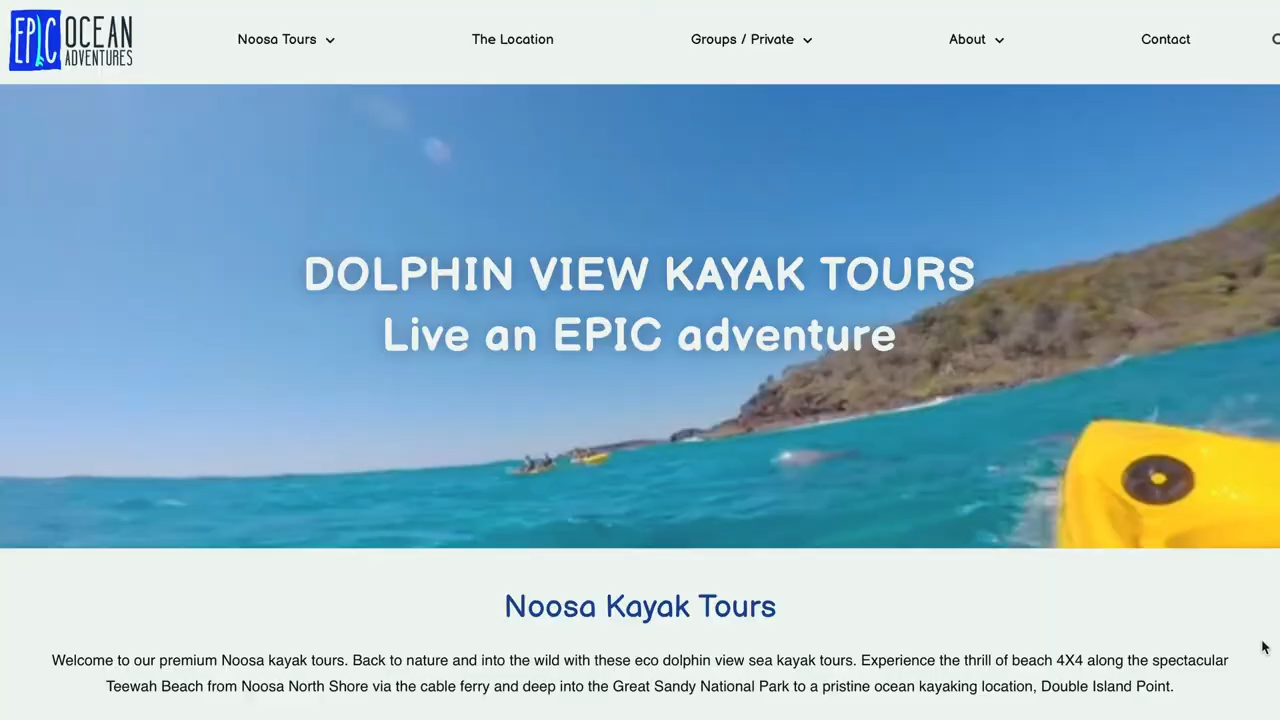 EPIC OCEAN
ADVENTURES
Noosa Tours
The Location
Groups / Private
About
Contact
DOLPHIN VIEW KAYAK TOURS
Live an EPIC adventure
Noosa Kayak Tours
Welcome to our premium Noosa kayak tours. Back to nature and into the wild with these eco dolphin view sea kayak tours. Experience the thrill of beach 4X4 along the spectacular
Teewah Beach from Noosa North Shore via the cable ferry and deep into the Great Sandy National Park to a pristine ocean kayaking location, Double Island Point.